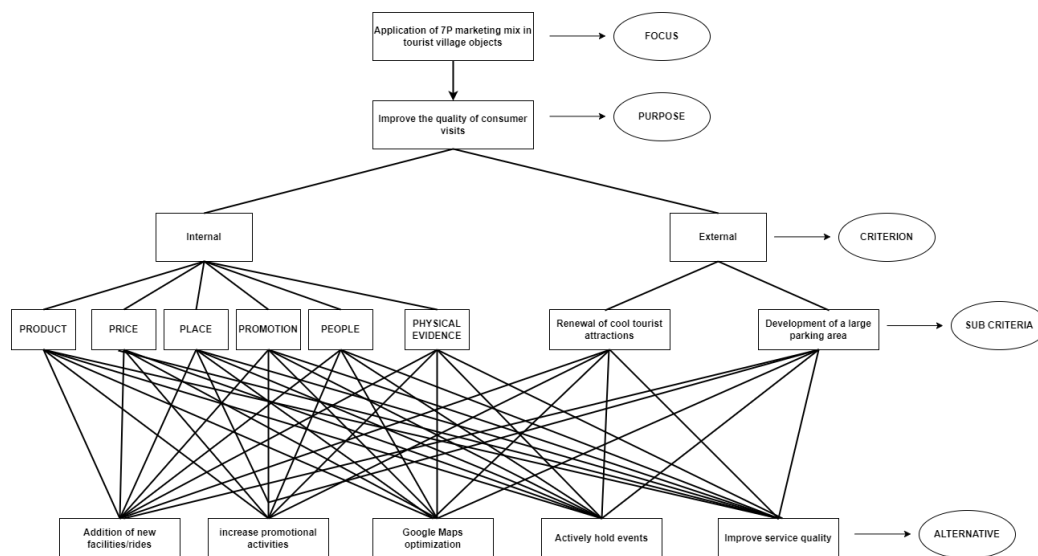 Application of 7P marketing mix in
tourist village objects
FOCUS
Improve the quality of consumer
visits
PURPOSE
Internal
External
CRITERION
PRODUCT
PRICE
PLACE
PROMOTION
PEOPLE
PHYSICAL
EVIDENCE
Renewal of cool tourist
attractions
Development of a large
parking area
SUB CRITERIA
Addition of new
facilities/rides
increase promotional
activities
Google Maps
optimization
Actively hold events
Improve service quality
ALTERNATIVE